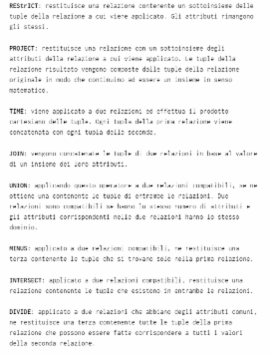 REStrICT: restituisce una relazione contenente un sottoinsieme delle
tuple della relazione a cui viene applicato. Gli attributi rimangono
gli stessi.
PROJECT: restituisce una relazione com un sottoinsieme degli
attributi della relazione a cui viene applicato. Le tuple della
relazione risultato vengono composte dalle tuple della relazione
originale in modo che continuino ad essere un insieme in senso
matematico.
TIME: viene applicato a due relazioni ed effettua il prodotto
cartesiano delle tuple. Ogni tupla della prima relazione viene
concatenata con ogni tupla della seconda.
JOIN: vengono concatenate le tuple di due relazioni in base al valore
di un insieme dei loro attributi.
UNION: applicando questo operatore a due relazioni compatibili, se ne
ottiene una contenente le tuple di entrambe le relazioni. Due
relazioni sono compatibili se hanno lo stesso numero di attributi e
gli attributi corrispondenti nelle due relazioni hanno lo stesso
dominio.
MINUS: applicato a due relazioni compatibili, ne restituisce una
terza contenente le tuple che si trovano solo nella prima relazione.
INTERSECT: applicato a due relazioni compatibili, restituisce una
relazione contenente le tuple che esistono in entrambe le relazioni.
DIVIDE: applicato a due relazioni che abbiano degli attributi comuni,
ne restituisce una terza contenente tutte le tuple della prima
relazione che possono essere fatte corrispondere a tutti i valori
della seconda relazione.